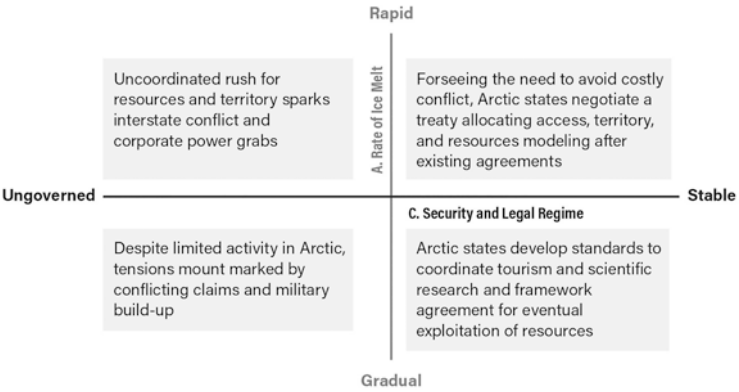 Rapid
Uncoordinated rush for
resources and territory sparks
interstate conflict and
corporate power grabs
A. Rate of Ice Melt
Forseeing the need to avoid costly
conflict, Arctic states negotiate a
treaty allocating access, territory,
and resources modeling after
existing agreements
Ungoverned
Stable
C. Security and Legal Regime
Despite limited activity in Arctic,
tensions mount marked by
conflicting claims and military
build-up
Arctic states develop standards to
coordinate tourism and scientific
research and framework
agreement for eventual
exploitation of resources
Gradual